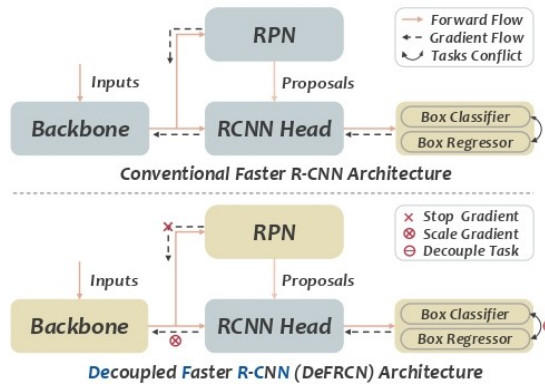 RPN
Forward Flow
Gradient Flow
Tasks Conflict
Inputs
Proposals
Backbone
RCNN Head
Box Classifier
Box Regressor
Conventional Faster R-CNN Architecture
RPN
Stop Gradient
Scale Gradient
Decouple Task
Inputs
Proposals
Backbone
RCNN Head
Box Classifier
Box Regressor
Decoupled Faster R-CNN (DeFRCN) Architecture